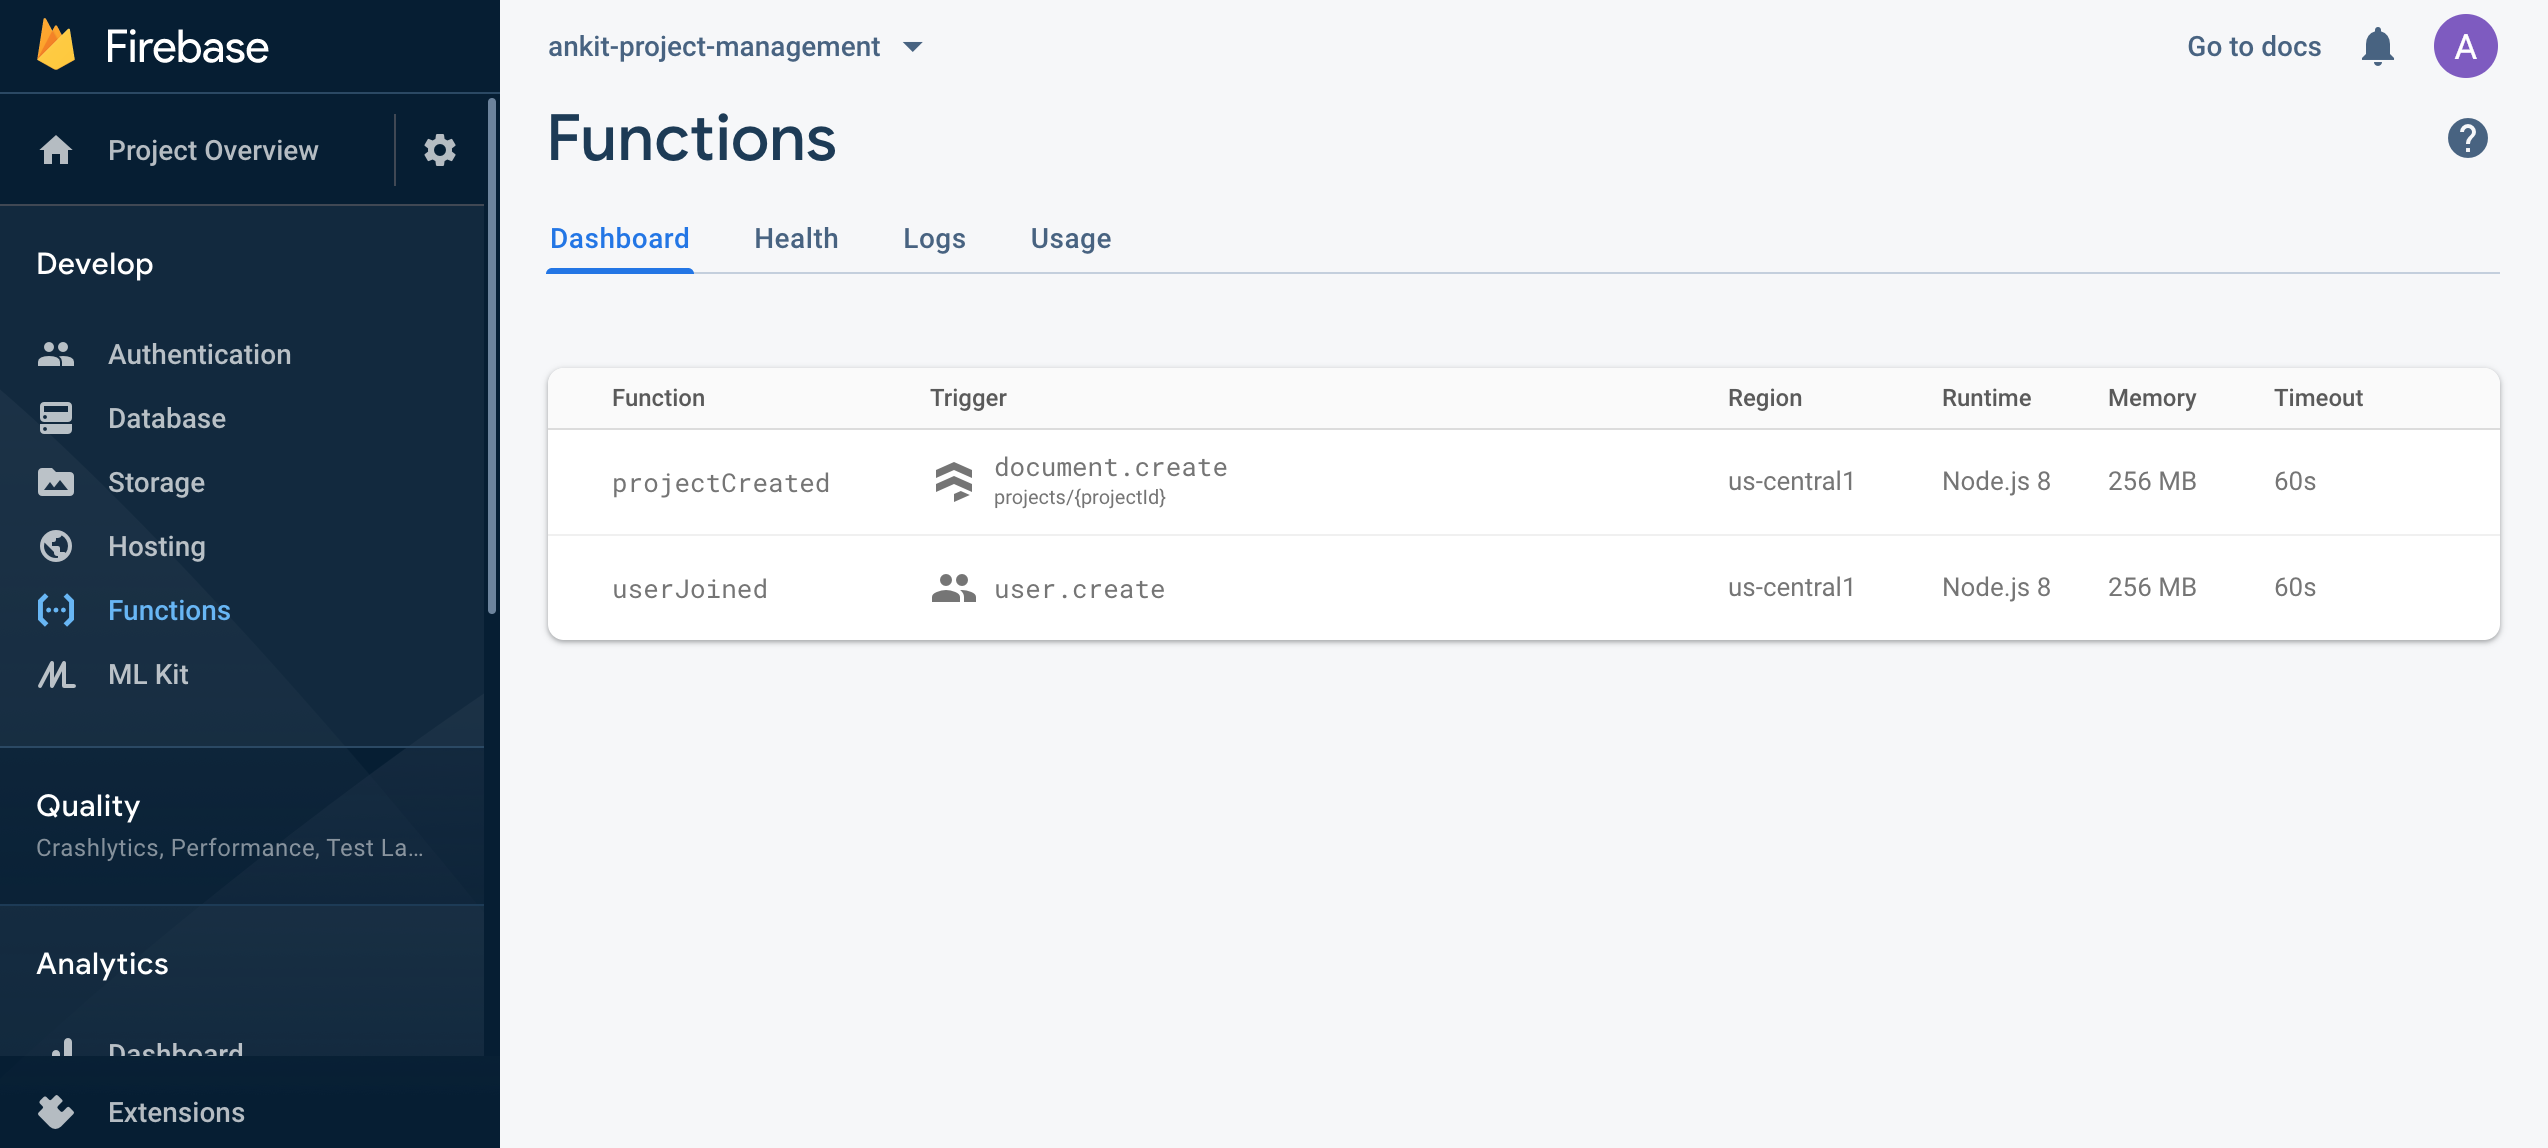 Firebase
Project Overview
Develop
Authentication
Database
Storage
Hosting
Functions
ML Kit
Quality
Crashlytics, Performance, Test La...
Analytics
Dashboard
Extensions
ankit-project-management
Go to docs
A
Functions
?
Dashboard Health Logs Usage
Function Trigger Region Runtime Memory Timeout
projectCreated document.create us-central1 Node.js 8 256 MB 60s
projects/{projectId}
userJoined user.create us-central1 Node.js 8 256 MB 60s